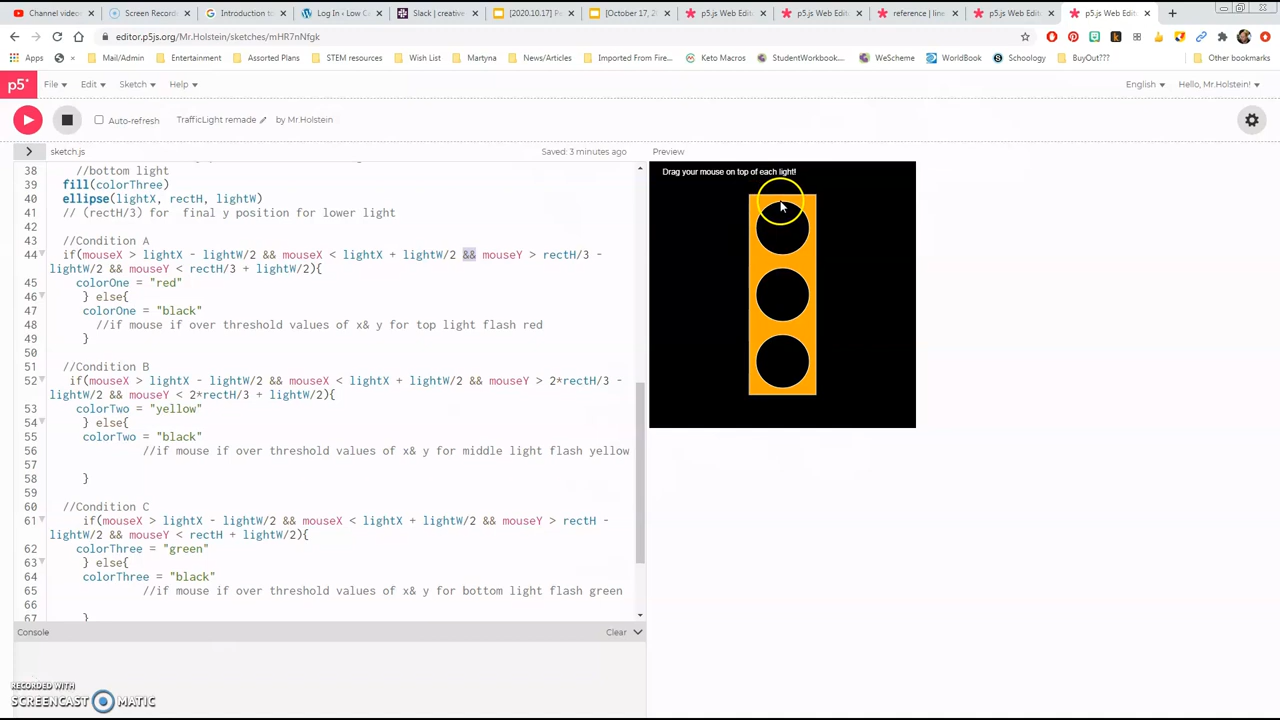 Channel video
Screen Record
Introduction to
Log In ‹ Low C
Slack | creative
[2020.10.17] P
[October 17, 2
p5.js Web Edit
p5.js Web Edit
reference | line
p5.js Web Edit
p5.js Web Edit
editor.p5js.org/Mr.Holstein/sketches/mHR7nNfgk
Apps
Mail/Admin
Entertainment
Assorted Plots
STEM resources
Wish List
Martyna
News/Articles
Imported From Fire...
Keto Macros
StudentWorkbook....
WeScheme
WorldBook
Schoology
BuyOut???
Other bookmarks
p5* File Edit Sketch Help English Hello, Mr.Holstein!
Auto-refresh TrafficLight remade by Mr.Holstein
sketch.js Saved: 3 minutes ago Preview
38 //bottom light
39 fill(colorThree)
40 ellipse(lightX, rectH, lightW)
41 // (rectH/3) for final y position for lower light
42
43 //Condition A
44 if(mouseX > lightX - lightW/2 && mouseX < lightX + lightW/2 && mouseY > rectH/3 -
lightW/2 && mouseY < rectH/3 + lightW/2){
45 colorOne = "red"
46 } else{
47 colorOne = "black"
48 //if mouse if over threshold values of x& y for top light flash red
49 }
50
51 //Condition B
52 if(mouseX > lightX - lightW/2 && mouseX < lightX + lightW/2 && mouseY > 2*rectH/3 -
lightW/2 && mouseY < 2*rectH/3 + lightW/2){
53 colorTwo = "yellow"
54 } else{
55 colorTwo = "black"
56 //if mouse if over threshold values of x& y for middle light flash yellow
57
58 }
59
60 //Condition C
61 if(mouseX > lightX - lightW/2 && mouseX < lightX + lightW/2 && mouseY > rectH -
lightW/2 && mouseY < rectH + lightW/2){
62 colorThree = "green"
63 } else{
64 colorThree = "black"
65 //if mouse if over threshold values of x& y for bottom light flash green
66
67 }
Drag your mouse on top of each light!
Console Clear
RECORDED WITH
SCREENCAST MATIC